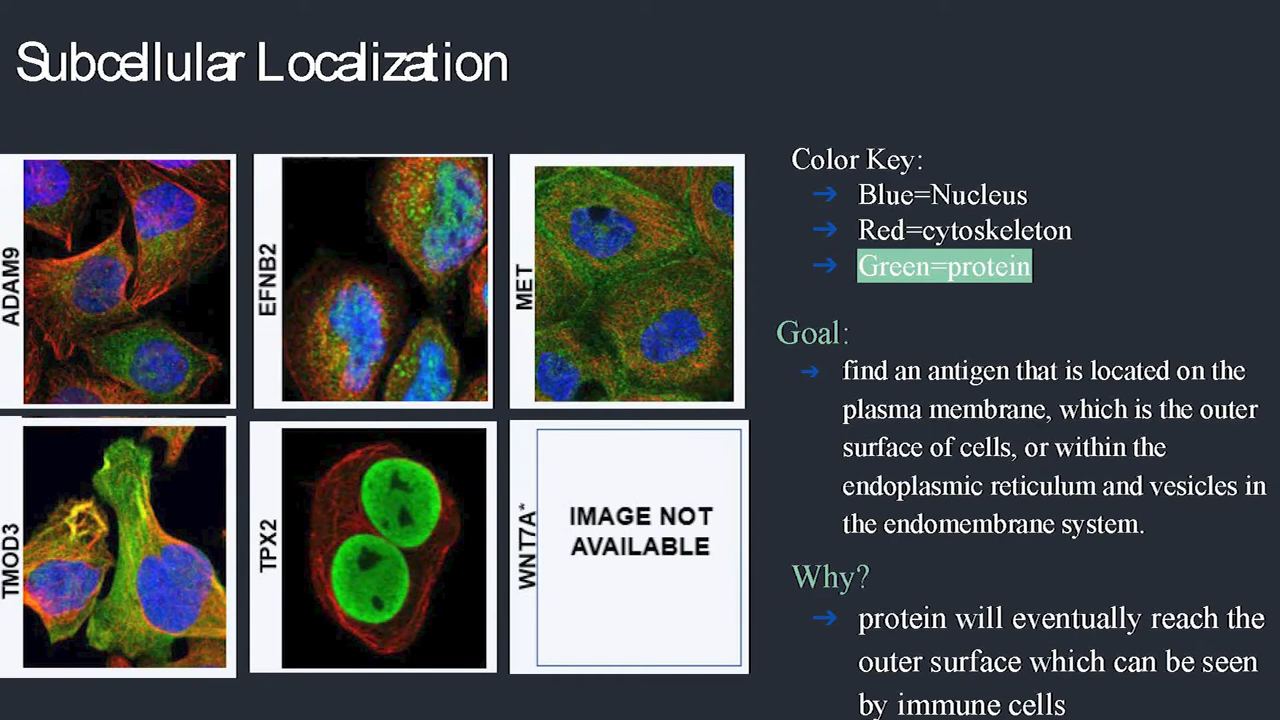 Subcellular Localization
ADAM9
EFNB2
MET
TMOD3
TPX2
WNT7A*
IMAGE NOT
AVAILABLE
Color Key:
➔ Blue=Nucleus
➔ Red=cytoskeleton
➔ Green=protein
Goal:
➔ find an antigen that is located on the
plasma membrane, which is the outer
surface of cells, or within the
endoplasmic reticulum and vesicles in
the endomembrane system.
Why?
➔ protein will eventually reach the
outer surface which can be seen
by immune cells